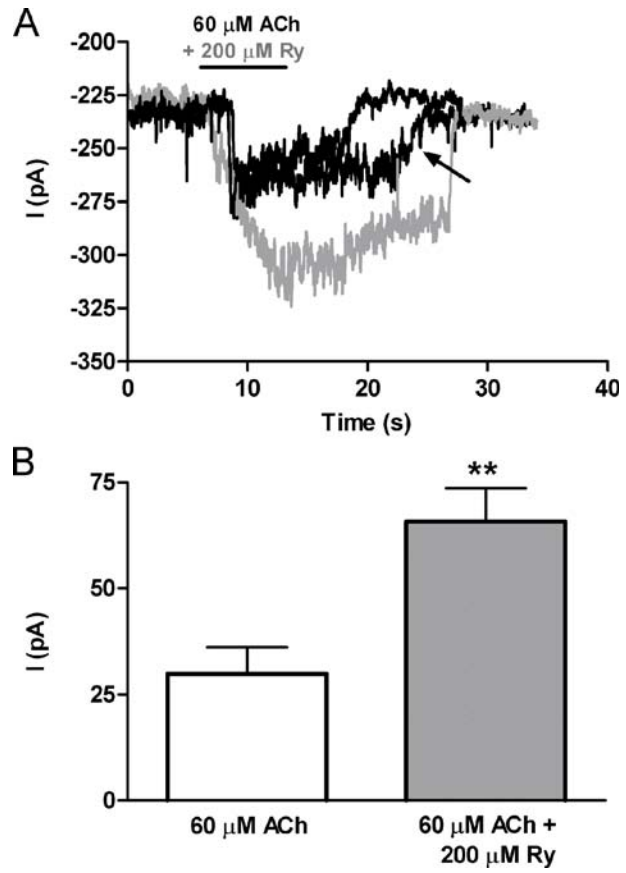 A
60 μM ACh
+ 200 μM Ry
-200
-225
-250
-275
-300
-325
-350
I (pA)
0 10 20 30 40
Time (s)
B
75
50
25
0
I (pA)
**
60 μM ACh
60 μM ACh +
200 μM Ry